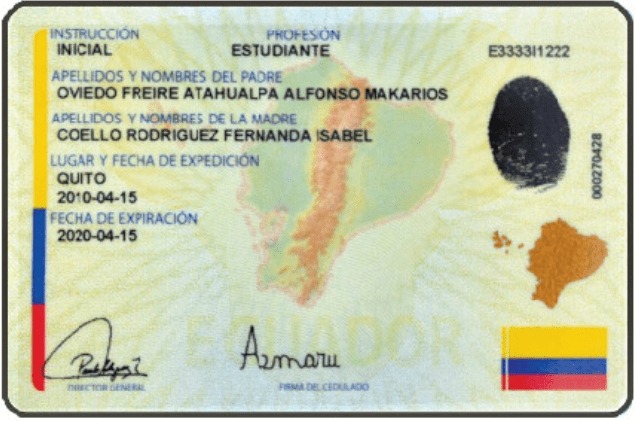 INSTRUCCIÓN PROFESIÓN
INICIAL ESTUDIANTE E3333I1222
APELLIDOS Y NOMBRES DEL PADRE
OVIEDO FREIRE ATAHUALPA ALFONSO MAKARIOS
APELLIDOS Y NOMBRES DE LA MADRE
COELLO RODRIGUEZ FERNANDA ISABEL
LUGAR Y FECHA DE EXPEDICIÓN
QUITO
2010-04-15
FECHA DE EXPIRACIÓN
2020-04-15
000270428
ECUADOR
Azmaru
DIRECTOR GENERAL FIRMA DEL CEDULADO